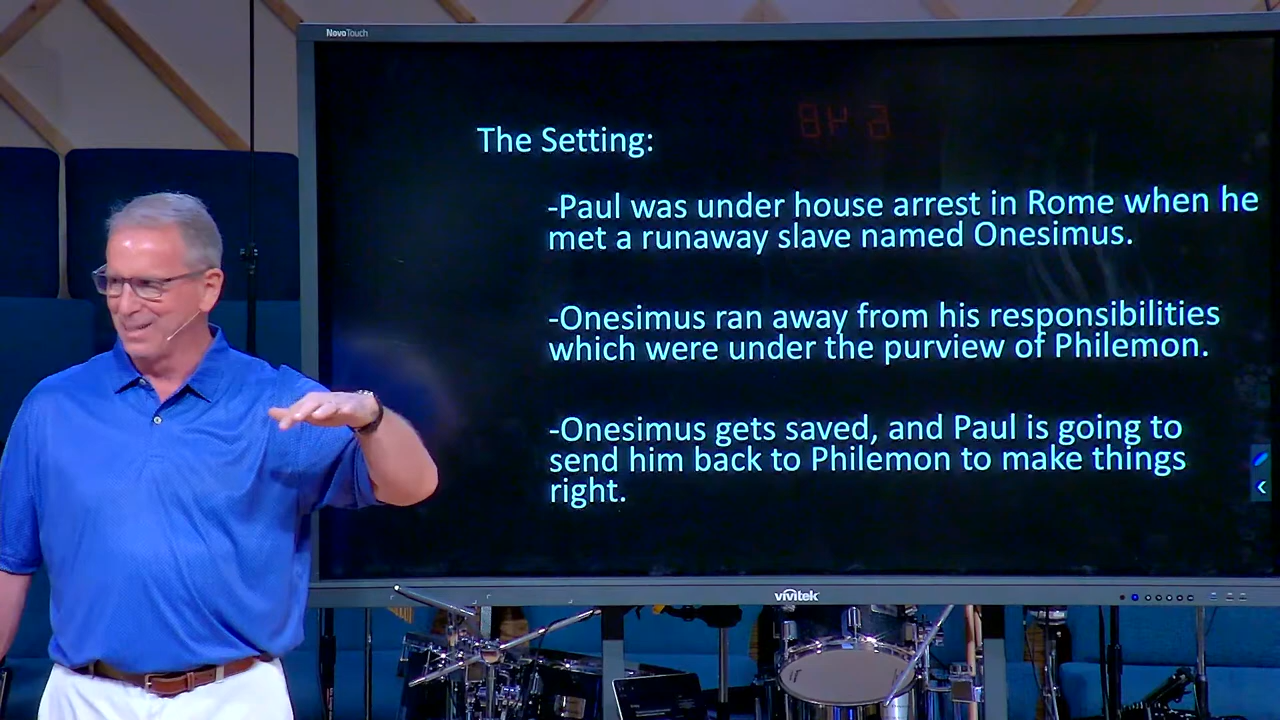 NovoTouch
The Setting:
-Paul was under house arrest in Rome when he
met a runaway slave named Onesimus.
-Onesimus ran away from his responsibilities
which were under the purview of Philemon.
-Onesimus gets saved, and Paul is going to
send him back to Philemon to make things
right.
vivitek